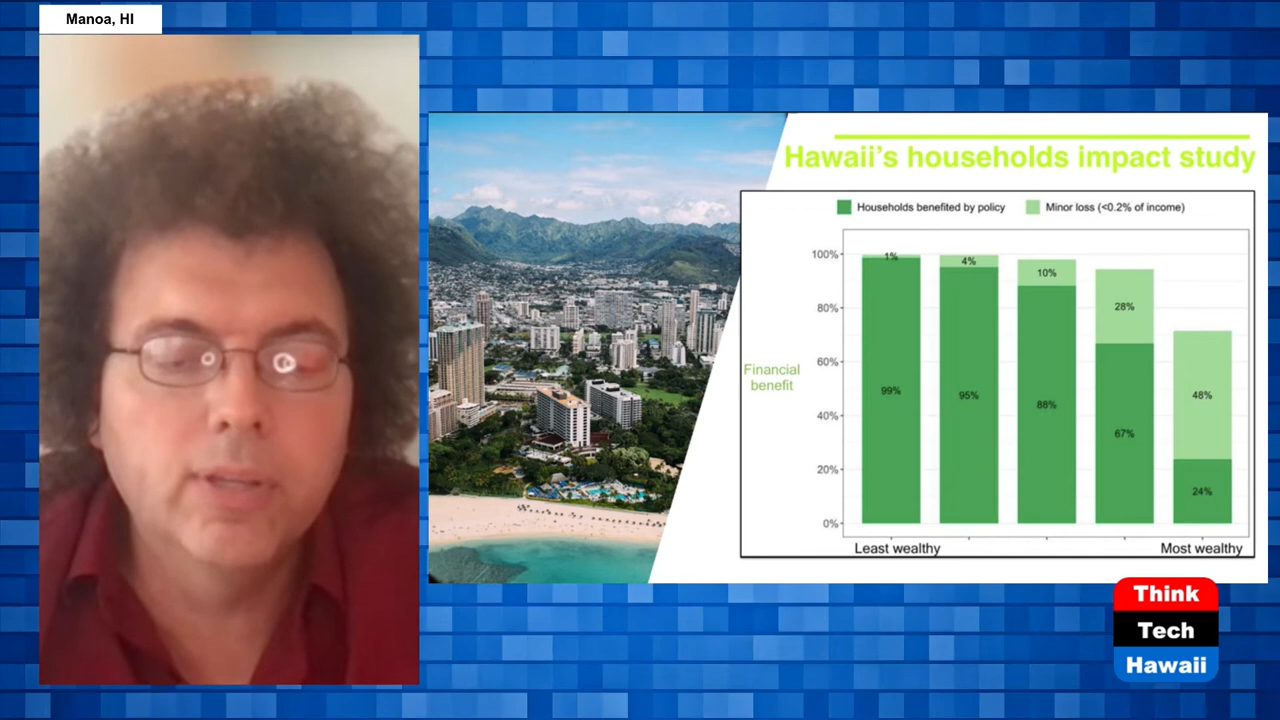 Manoa, HI
Hawaii's households impact study
Households benefited by policy
Minor loss (<0.2% of income)
100%
80%
60%
40%
20%
0%
Financial
benefit
1%
99%
4%
95%
10%
88%
28%
67%
48%
24%
Least wealthy
Most wealthy
Think
Tech
Hawaii